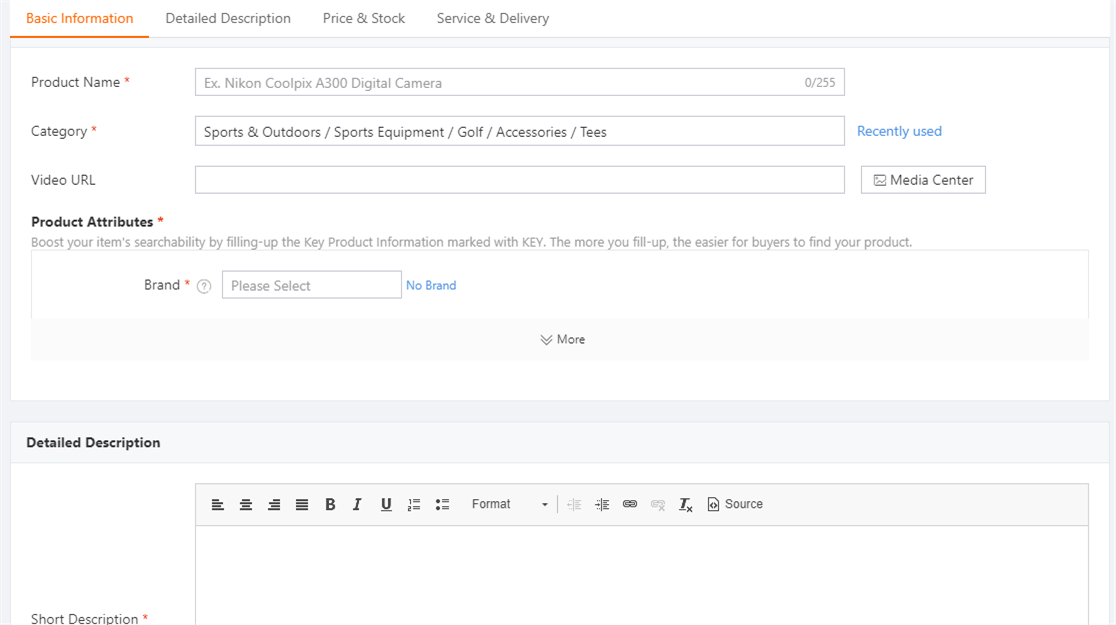 Basic Information Detailed Description Price & Stock Service & Delivery
Product Name * Ex. Nikon Coolpix A300 Digital Camera 0/255
Category * Sports & Outdoors / Sports Equipment / Golf / Accessories / Tees Recently used
Video URL Media Center
Product Attributes *
Boost your item's searchability by filling-up the Key Product Information marked with KEY. The more you fill-up, the easier for buyers to find your product.
Brand * ? Please Select No Brand
More
Detailed Description
B I U Format Source
Short Description *